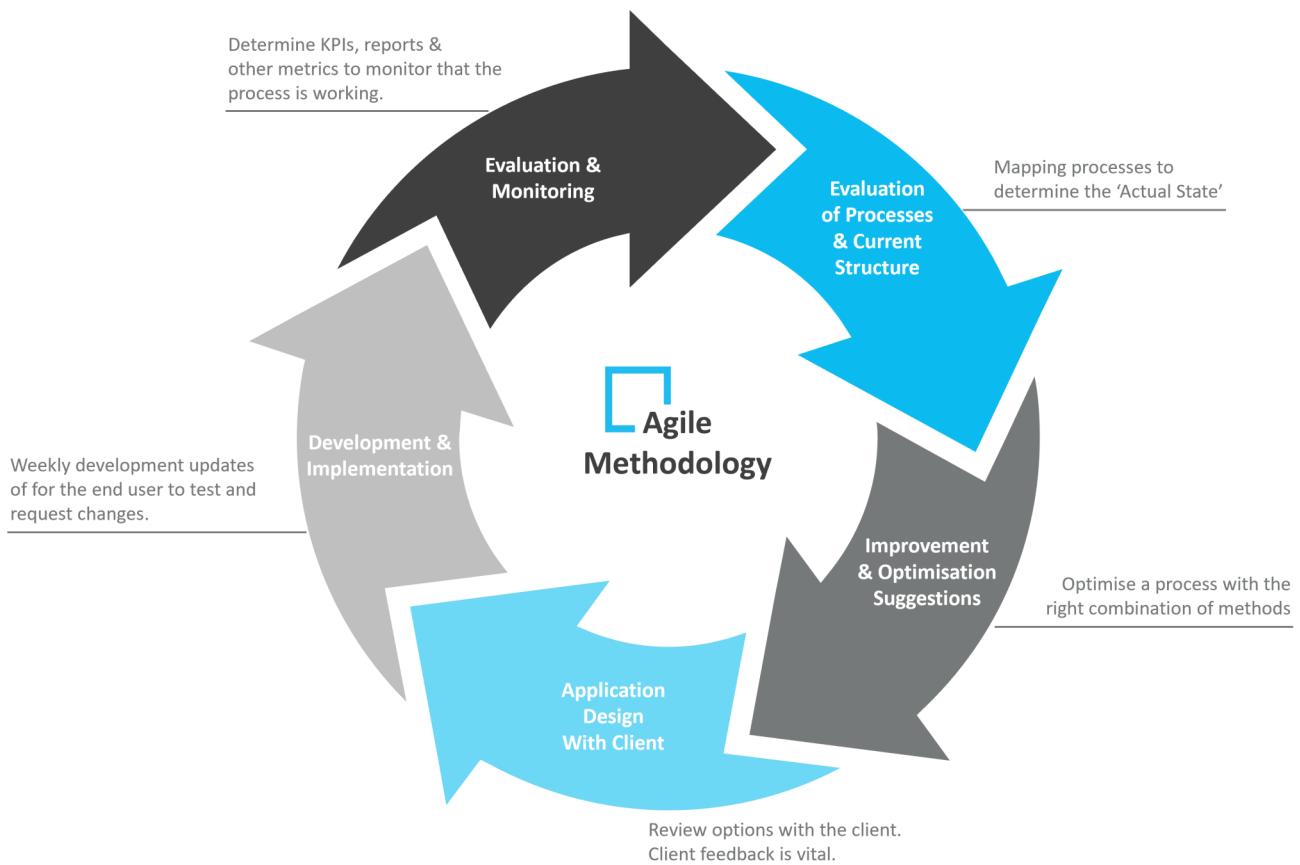 Determine KPIs, reports &
other metrics to monitor that the
process is working.
Evaluation &
Monitoring
Evaluation
of Processes
& Current
Structure
Mapping processes to
determine the ‘Actual State’
Agile
Methodology
Development &
Implementation
Weekly development updates
of for the end user to test and
request changes.
Improvement
& Optimisation
Suggestions
Optimise a process with the
right combination of methods
Application
Design
With Client
Review options with the client.
Client feedback is vital.